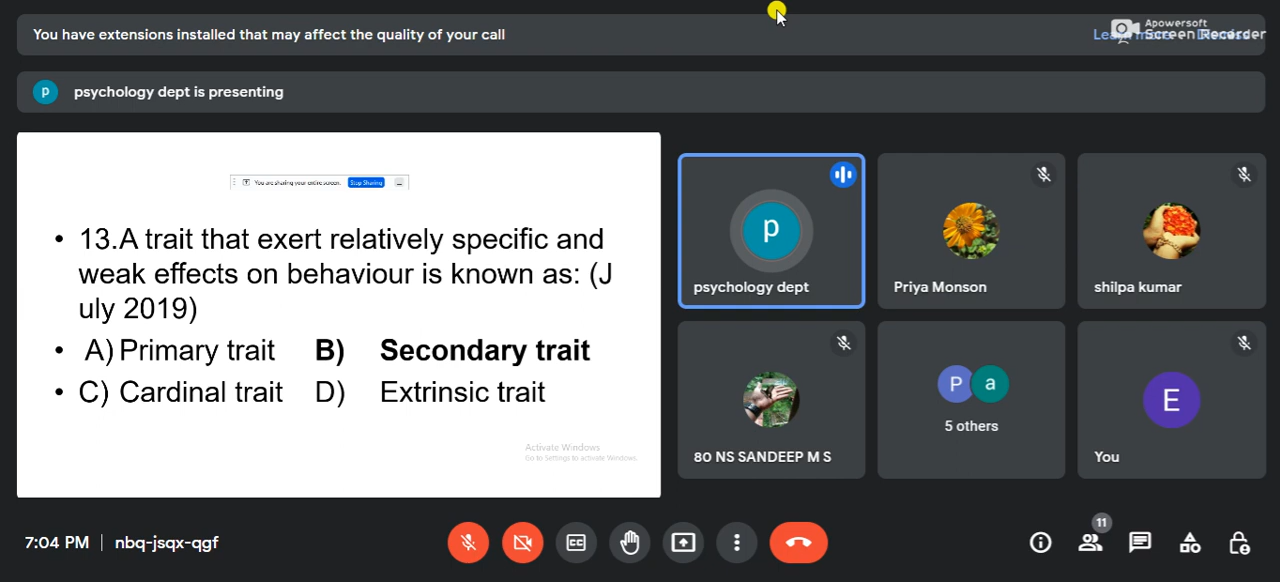 You have extensions installed that may affect the quality of your call
Apowersoft
Screen Recorder
p psychology dept is presenting
You are sharing your entire screen. Stop Sharing
• 13.A trait that exert relatively specific and
weak effects on behaviour is known as: (J
uly 2019)
• A) Primary trait B) Secondary trait
• C) Cardinal trait D) Extrinsic trait
Activate Windows
Go to Settings to activate Windows.
p
psychology dept
Priya Monson
shilpa kumar
80 NS SANDEEP M S
P a
5 others
E
You
7:04 PM | nbq-jsqx-qgf
CC
11